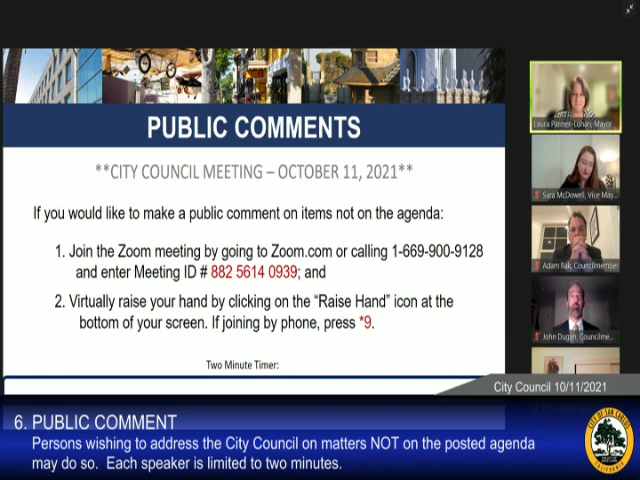 PUBLIC COMMENTS
**CITY COUNCIL MEETING – OCTOBER 11, 2021**
If you would like to make a public comment on items not on the agenda:
1. Join the Zoom meeting by going to Zoom.com or calling 1-669-900-9128
and enter Meeting ID # 882 5614 0939; and
2. Virtually raise your hand by clicking on the “Raise Hand” icon at the
bottom of your screen. If joining by phone, press *9.
Two Minute Timer:
Laura Parmer-Lohan, Mayor
Sara McDowell, Vice May...
Adam Rak, Councilmember
John Dugan, Councilme...
City Council 10/11/2021
6. PUBLIC COMMENT
Persons wishing to address the City Council on matters NOT on the posted agenda
may do so. Each speaker is limited to two minutes.
CITY OF SAN CARLOS
CALIFORNIA